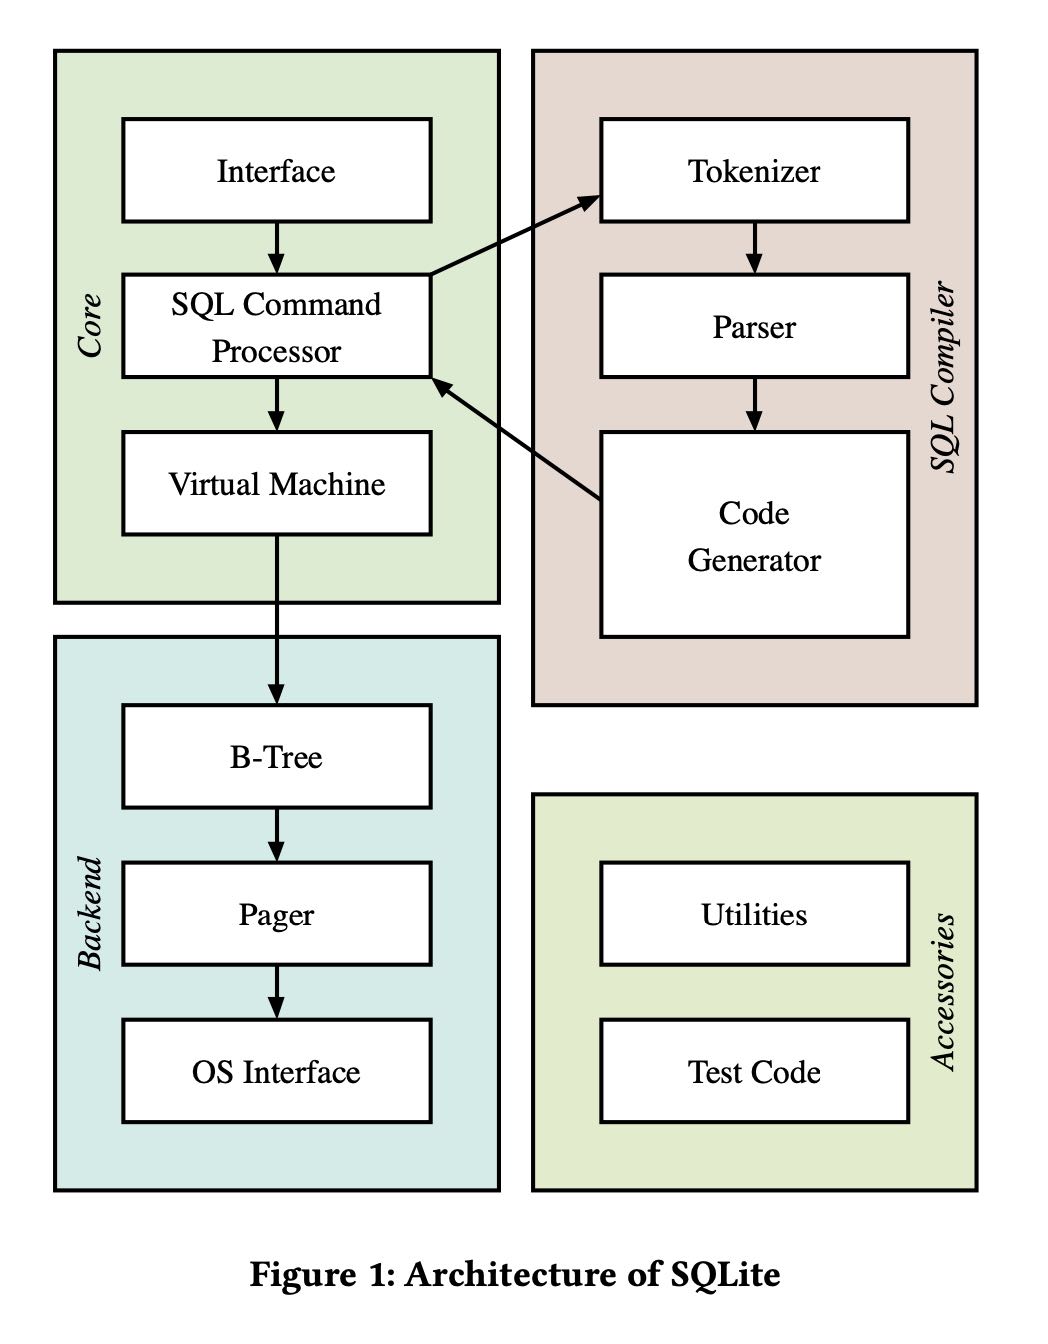 Core
Interface
SQL Command
Processor
Virtual Machine
SQL Compiler
Tokenizer
Parser
Code
Generator
Backend
B-Tree
Pager
OS Interface
Accessories
Utilities
Test Code
Figure 1: Architecture of SQLite